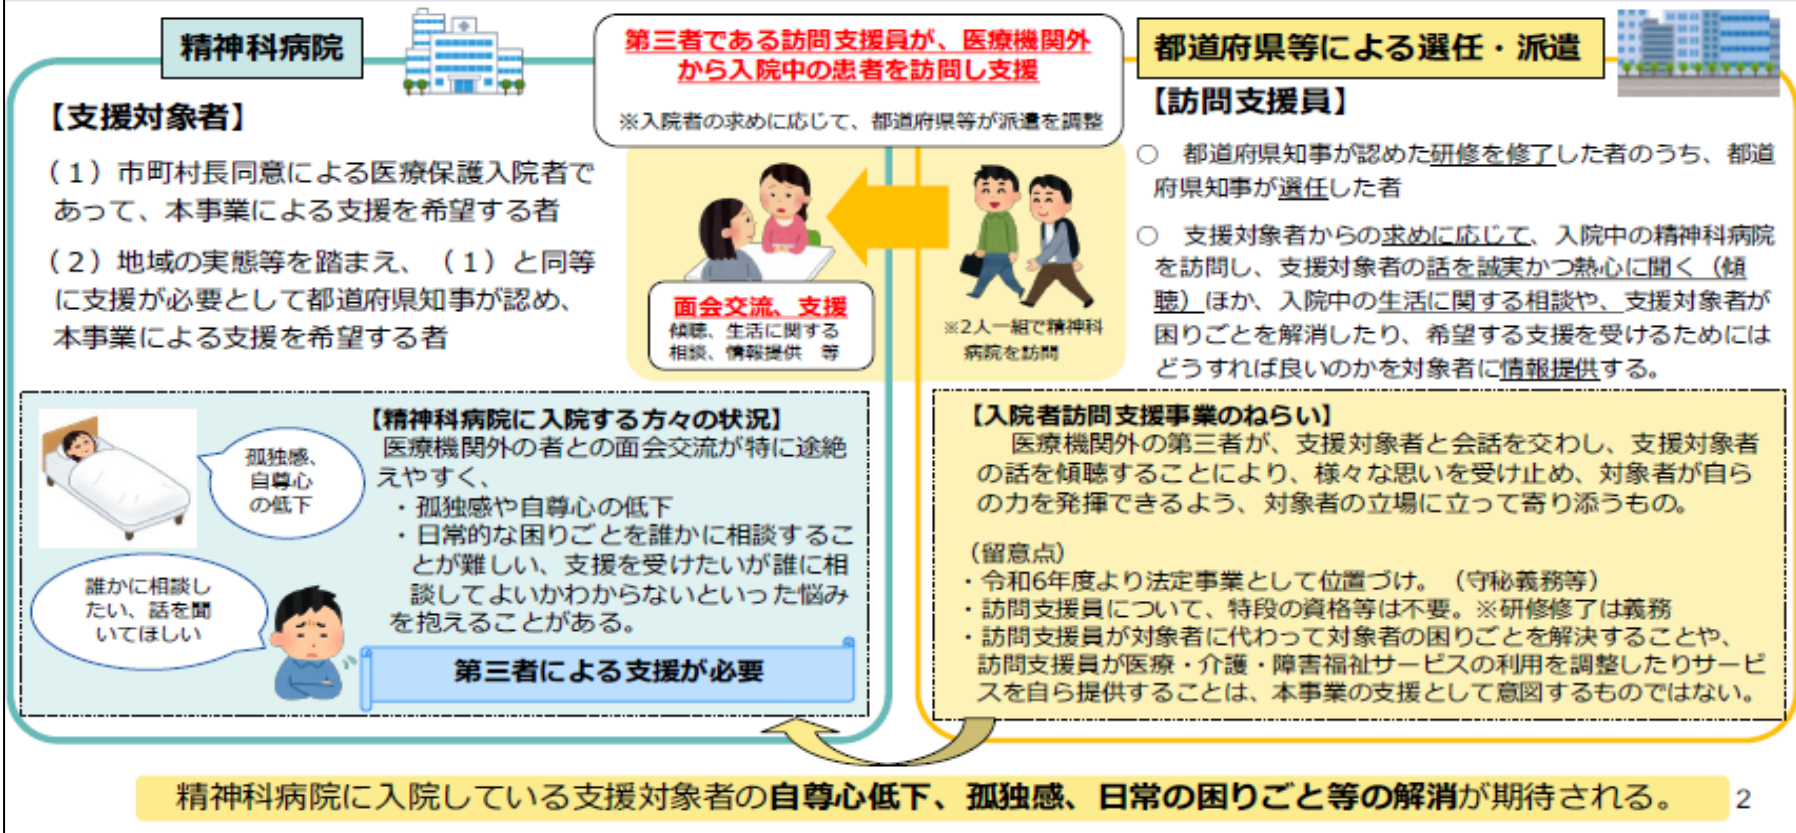 精神科病院
第三者である訪問支援員が、医療機関外
から入院中の患者を訪問し支援
※入院者の求めに応じて、都道府県等が派遣を調整
都道府県等による選任・派遣
【支援対象者】
（１）市町村長同意による医療保護入院者で
あって、本事業による支援を希望する者
（２）地域の実態等を踏まえ、（１）と同等
に支援が必要として都道府県知事が認め、
本事業による支援を希望する者
面会交流、支援
傾聴、生活に関する
相談、情報提供　等
※2人一組で精神科
病院を訪問
【訪問支援員】
○　都道府県知事が認めた研修を修了した者のうち、都道
府県知事が選任した者
○　支援対象者からの求めに応じて、入院中の精神科病院
を訪問し、支援対象者の話を誠実かつ熱心に聞く（傾
聴）ほか、入院中の生活に関する相談や、支援対象者が
困りごとを解消したり、希望する支援を受けるためには
どうすれば良いのかを対象者に情報提供する。
孤独感、
自尊心
の低下
誰かに相談し
たい、話を聞
いてほしい
【精神科病院に入院する方々の状況】
医療機関外の者との面会交流が特に途絶
えやすく、
・孤独感や自尊心の低下
・日常的な困りごとを誰かに相談するこ
とが難しい、支援を受けたいが誰に相
談してよいかわからないといった悩み
を抱えることがある。
第三者による支援が必要
【入院者訪問支援事業のねらい】
医療機関外の第三者が、支援対象者と会話を交わし、支援対象者
の話を傾聴することにより、様々な思いを受け止め、対象者が自ら
の力を発揮できるよう、対象者の立場に立って寄り添うもの。
（留意点）
・令和6年度より法定事業として位置づけ。（守秘義務等）
・訪問支援員について、特段の資格等は不要。※研修修了は義務
・訪問支援員が対象者に代わって対象者の困りごとを解決することや、
訪問支援員が医療・介護・障害福祉サービスの利用を調整したりサービ
スを自ら提供することは、本事業の支援として意図するものではない。
精神科病院に入院している支援対象者の自尊心低下、孤独感、日常の困りごと等の解消が期待される。
2